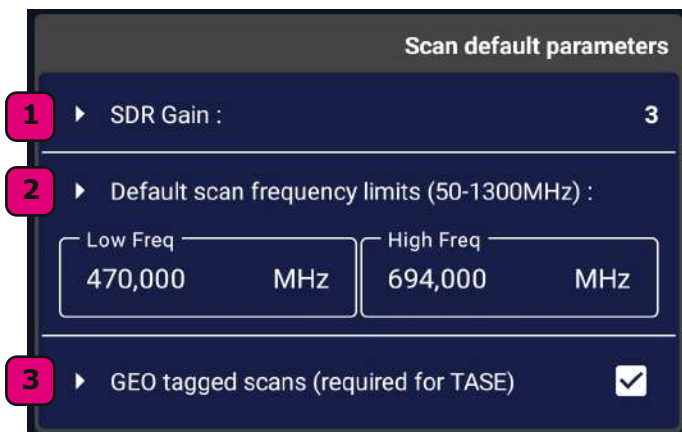 Scan default parameters
1 SDR Gain : 3
2 Default scan frequency limits (50-1300MHz) :
Low Freq High Freq
470,000 MHz 694,000 MHz
3 GEO tagged scans (required for TASE)